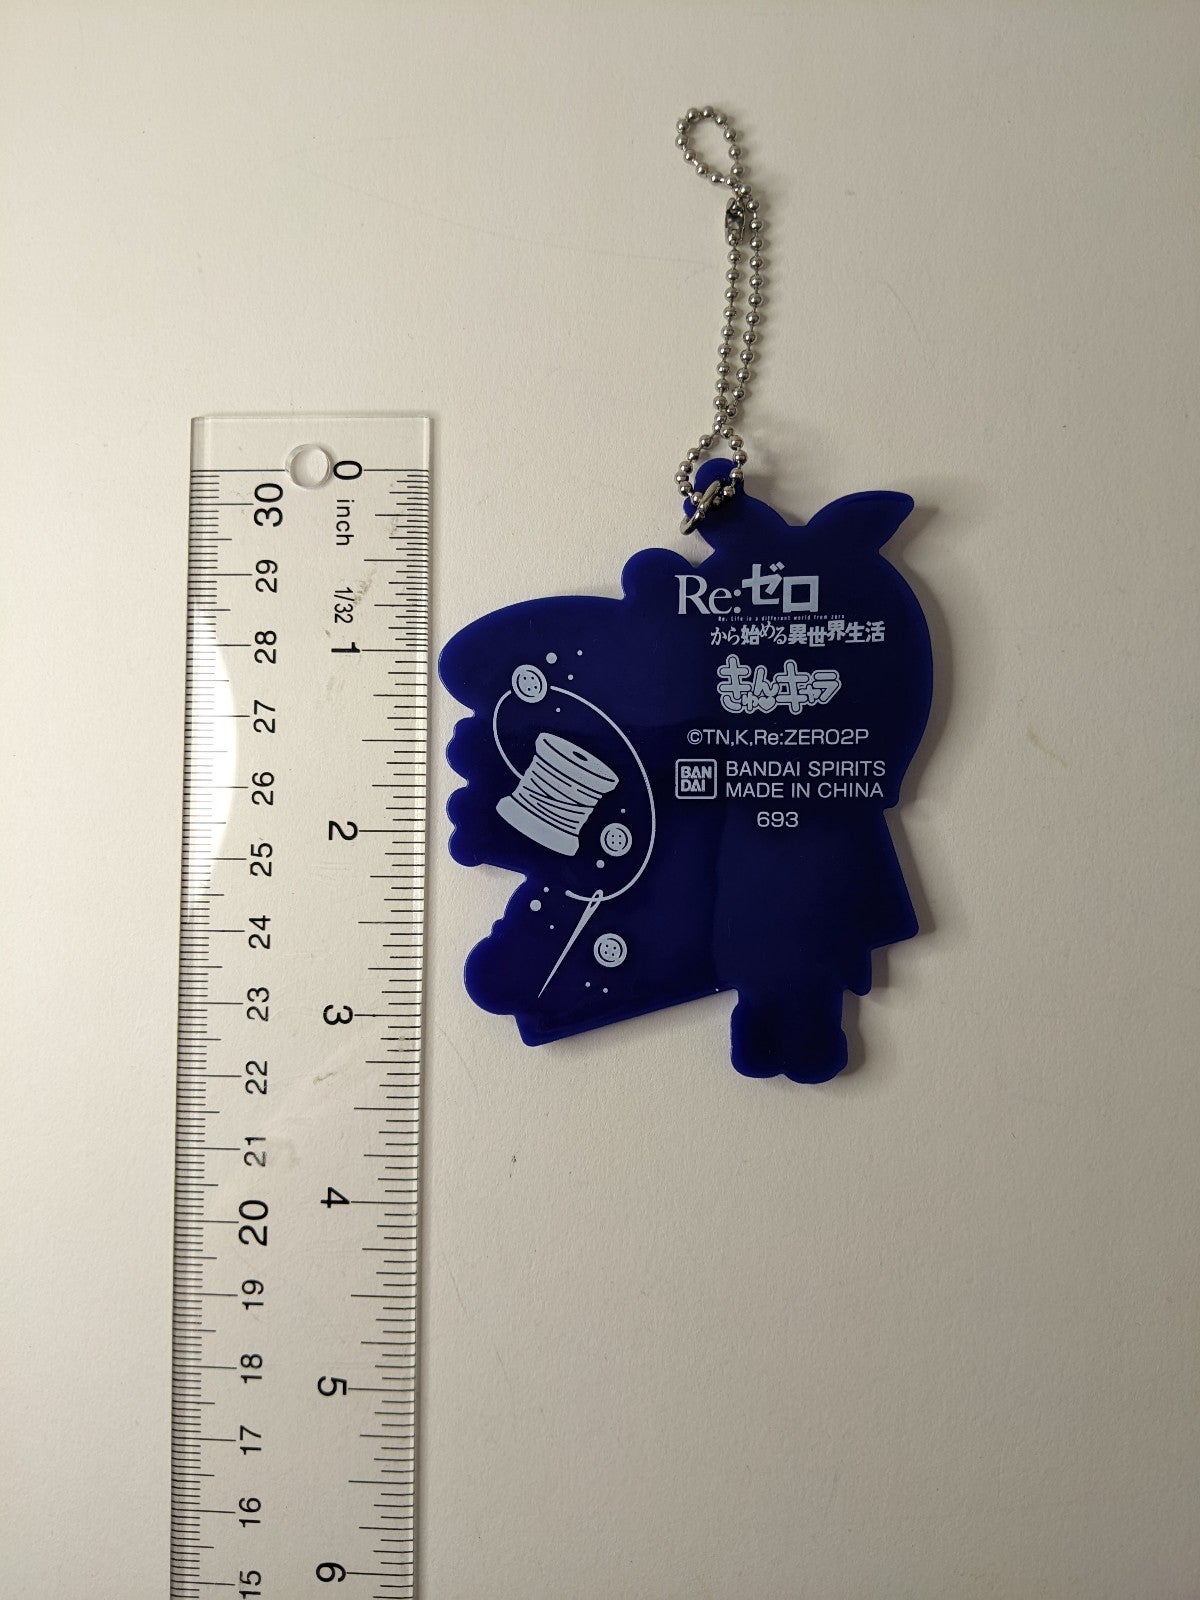 0
inch
1/32
1
2
3
4
5
6
30
29
28
27
26
25
24
23
22
21
20
19
18
17
16
15
Re:ゼロ
Re: Life in a different world from zero
から始める異世界生活
きゅんキャラ
©TN,K,Re:ZERO2P
BAN
DAI
BANDAI SPIRITS
MADE IN CHINA
693